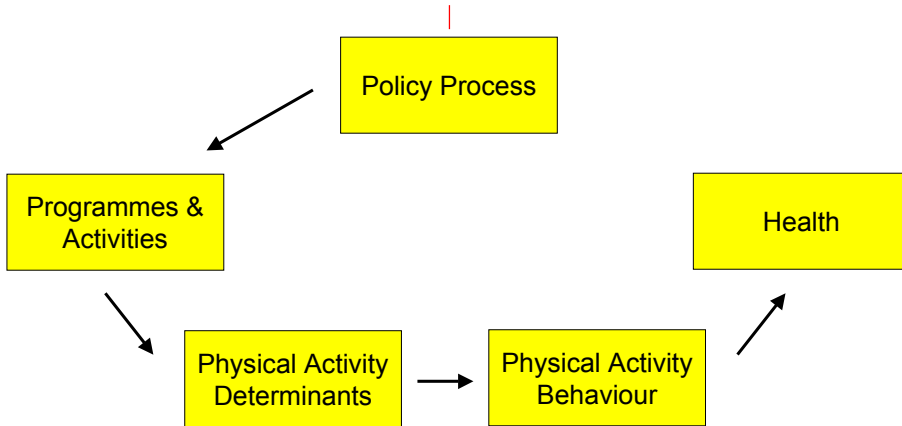 Policy Process
Programmes &
Activities
Health
Physical Activity
Determinants
Physical Activity
Behaviour